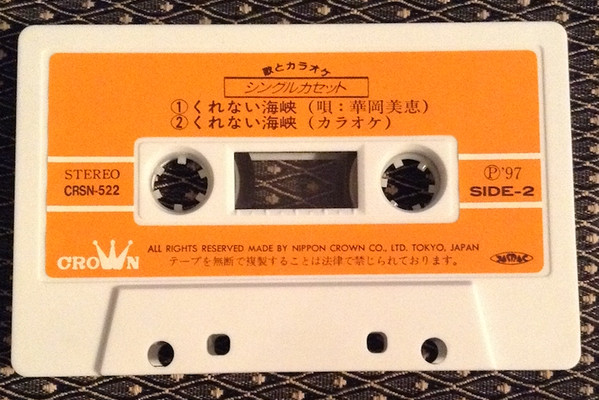 歌とカラオケ
シングルカセット
①くれない海峡（唄：華岡美恵）
②くれない海峡（カラオケ）
STEREO
CRSN-522
Ⓟ'97
SIDE-2
CROWN
ALL RIGHTS RESERVED MADE BY NIPPON CROWN CO., LTD. TOKYO, JAPAN
テープを無断で複製することは法律で禁じられております。